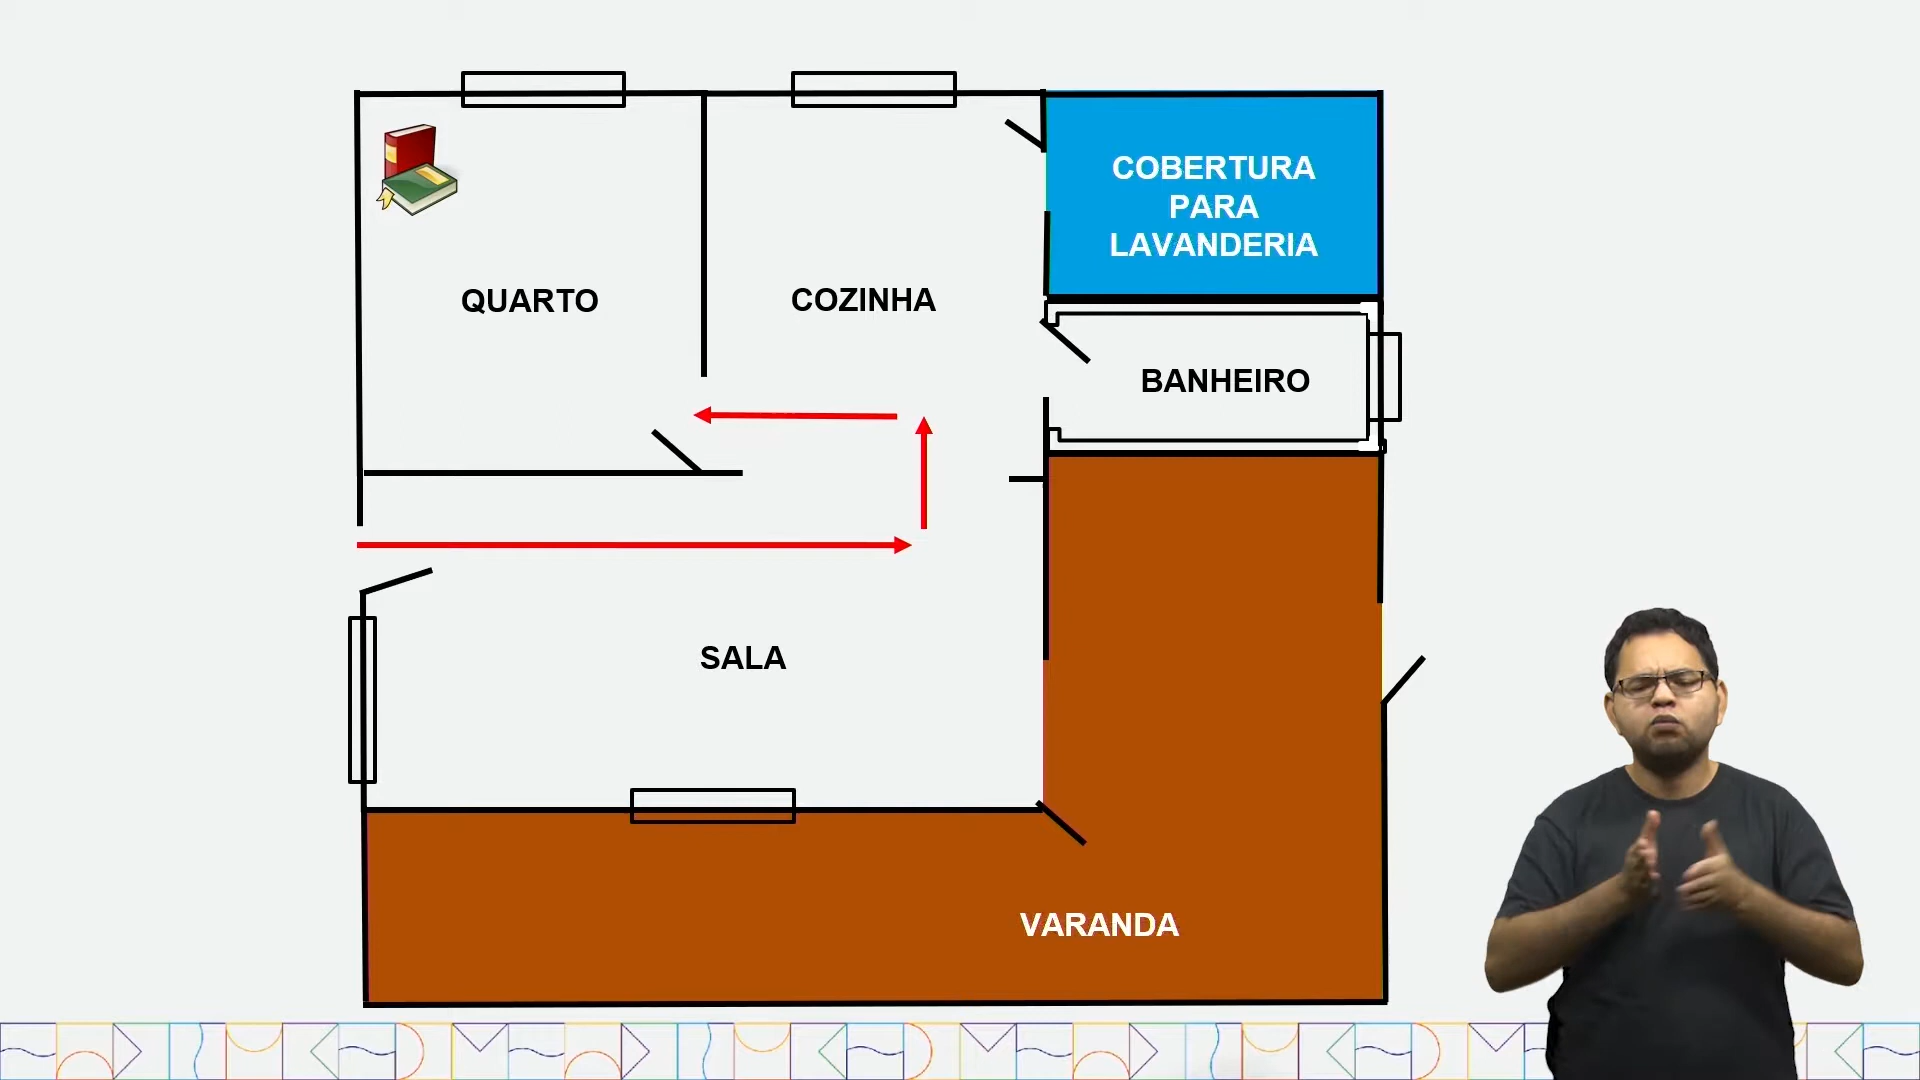 COBERTURA
PARA
LAVANDERIA
QUARTO
COZINHA
BANHEIRO
SALA
VARANDA